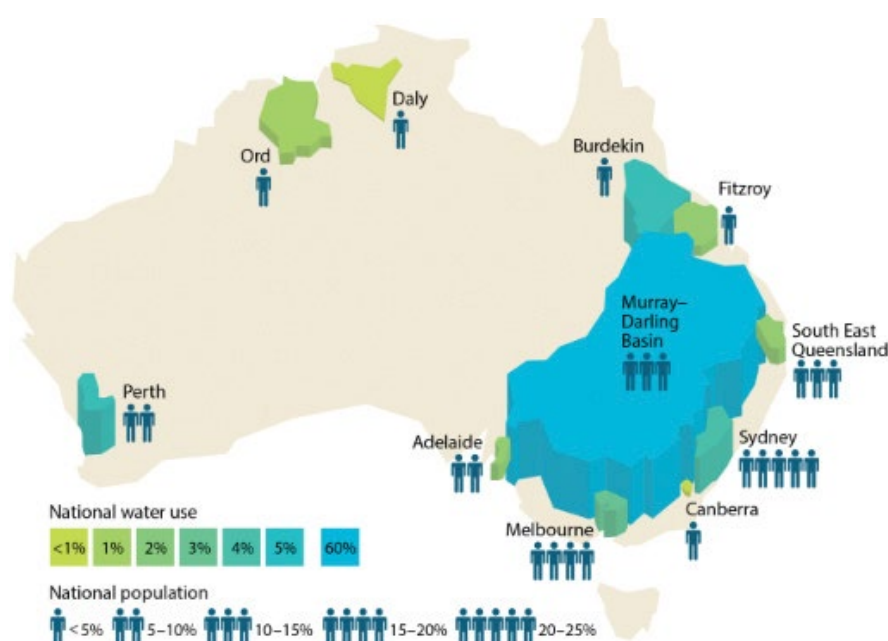 Daly
Ord
Burdekin
Fitzroy
Murray–
Darling
Basin
South East
Queensland
Perth
Adelaide
Sydney
Canberra
Melbourne
National water use
<1% 1% 2% 3% 4% 5% 60%
National population
<5% 5–10% 10–15% 15–20% 20–25%